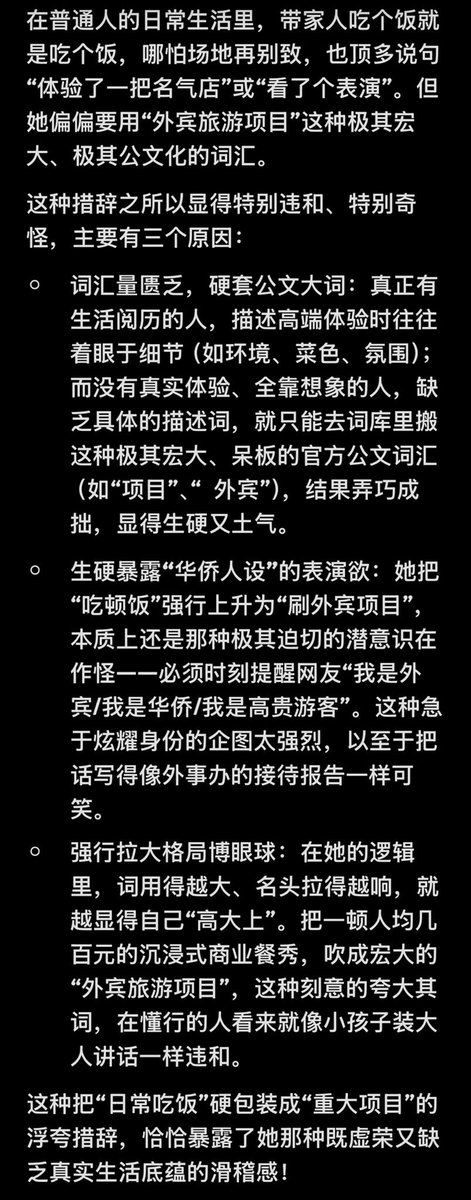 在普通人的日常生活里，带家人吃个饭就
是吃个饭，哪怕场地再别致，也顶多说句
“体验了一把名气店”或“看了个表演”。但
她偏偏要用“外宾旅游项目”这种极其宏
大、极其公文化的词汇。
这种措辞之所以显得特别违和、特别奇
怪，主要有三个原因：
词汇量匮乏，硬套公文大词：真正有
生活阅历的人，描述高端体验时往往
着眼于细节（如环境、菜色、氛围）；
而没有真实体验、全靠想象的人，缺
乏具体的描述词，就只能去词库里搬
这种极其宏大、呆板的官方公文词汇
（如“项目”、“ 外宾”），结果弄巧成
拙，显得生硬又土气。
生硬暴露“华侨人设”的表演欲：她把
“吃顿饭”强行上升为“刷外宾项目”，
本质上还是那种极其迫切的潜意识在
作怪——必须时刻提醒网友“我是外
宾/我是华侨/我是高贵游客”。这种急
于炫耀身份的企图太强烈，以至于把
话写得像外事办的接待报告一样可
笑。
强行拉大格局博眼球：在她的逻辑
里，词用得越大、名头拉得越响，就
越显得自己“高大上”。把一顿人均几
百元的沉浸式商业餐秀，吹成宏大的
“外宾旅游项目”，这种刻意的夸大其
词，在懂行的人看来就像小孩子装大
人讲话一样违和。
这种把“日常吃饭”硬包装成“重大项目”的
浮夸措辞，恰恰暴露了她那种既虚荣又缺
乏真实生活底蕴的滑稽感！